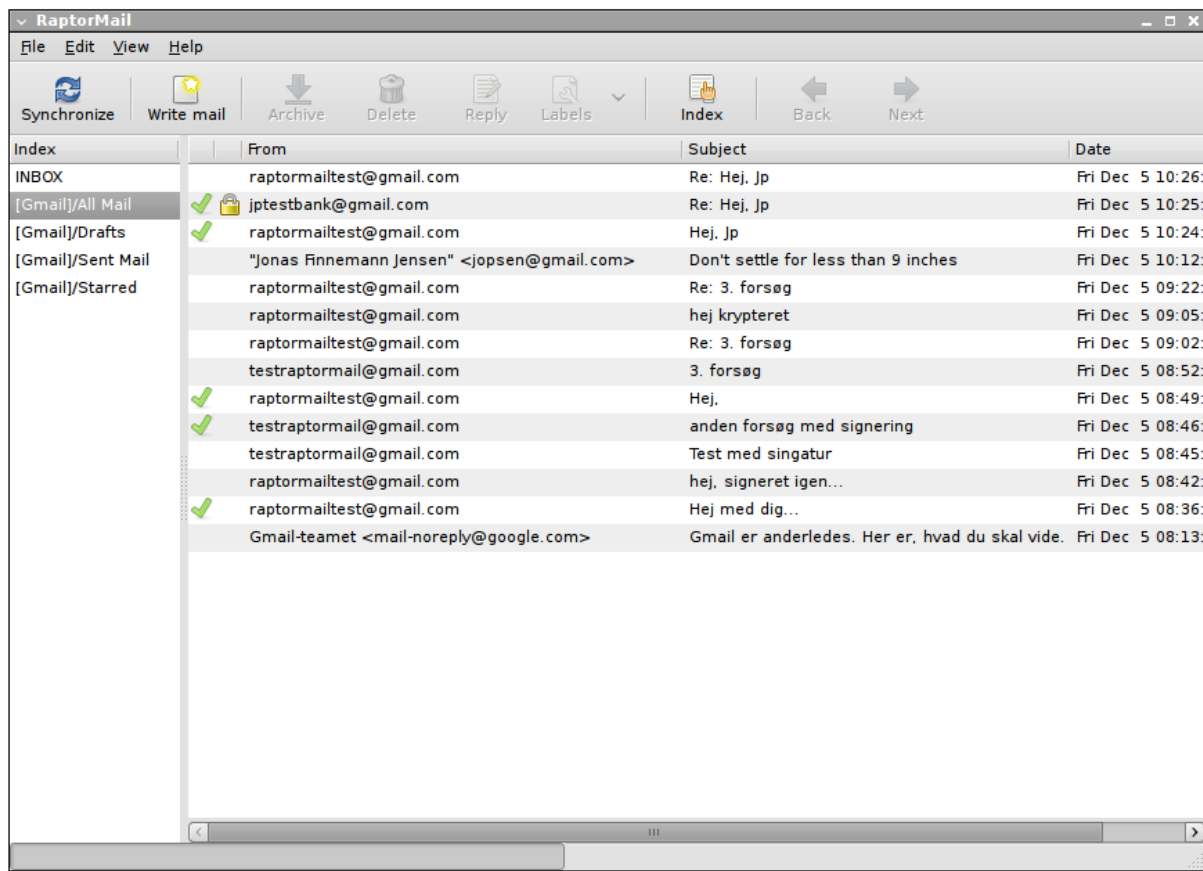 RaptorMail
File Edit View Help
Synchronize Write mail Archive Delete Reply Labels Index Back Next
Index From Subject Date
INBOX raptormailtest@gmail.com Re: Hej, Jp Fri Dec 5 10:26:
[Gmail]/All Mail jptestbank@gmail.com Re: Hej, Jp Fri Dec 5 10:25:
[Gmail]/Drafts raptormailtest@gmail.com Hej, Jp Fri Dec 5 10:24:
[Gmail]/Sent Mail "Jonas Finnemann Jensen" <jopsen@gmail.com> Don't settle for less than 9 inches Fri Dec 5 10:12:
[Gmail]/Starred raptormailtest@gmail.com Re: 3. forsøg Fri Dec 5 09:22:
raptormailtest@gmail.com hej krypteret Fri Dec 5 09:05:
raptormailtest@gmail.com Re: 3. forsøg Fri Dec 5 09:02:
testraptormail@gmail.com 3. forsøg Fri Dec 5 08:52:
raptormailtest@gmail.com Hej, Fri Dec 5 08:49:
testraptormail@gmail.com anden forsøg med signering Fri Dec 5 08:46:
testraptormail@gmail.com Test med singatur Fri Dec 5 08:45:
raptormailtest@gmail.com hej, signeret igen... Fri Dec 5 08:42:
raptormailtest@gmail.com Hej med dig... Fri Dec 5 08:36:
Gmail-teamet <mail-noreply@google.com> Gmail er anderledes. Her er, hvad du skal vide. Fri Dec 5 08:13: